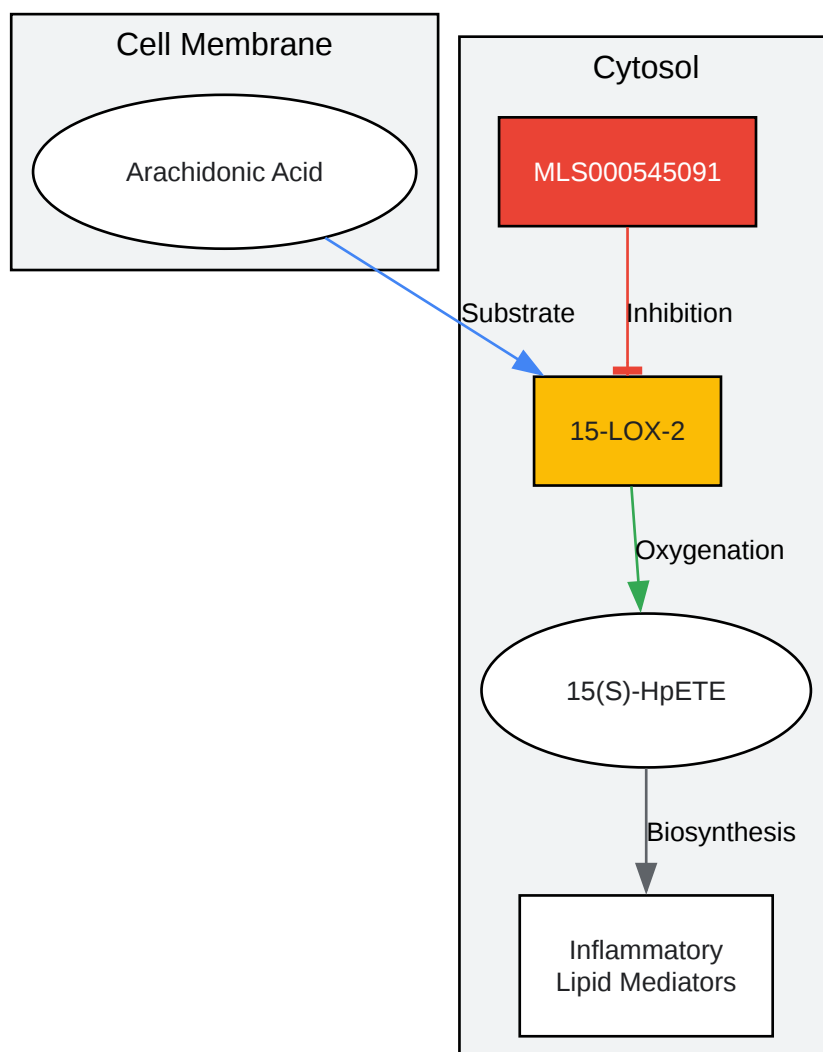 Cell Membrane
Arachidonic Acid
Cytosol
MLS000545091
Substrate
Inhibition
15-LOX-2
Oxygenation
15(S)-HpETE
Biosynthesis
Inflammatory
Lipid Mediators